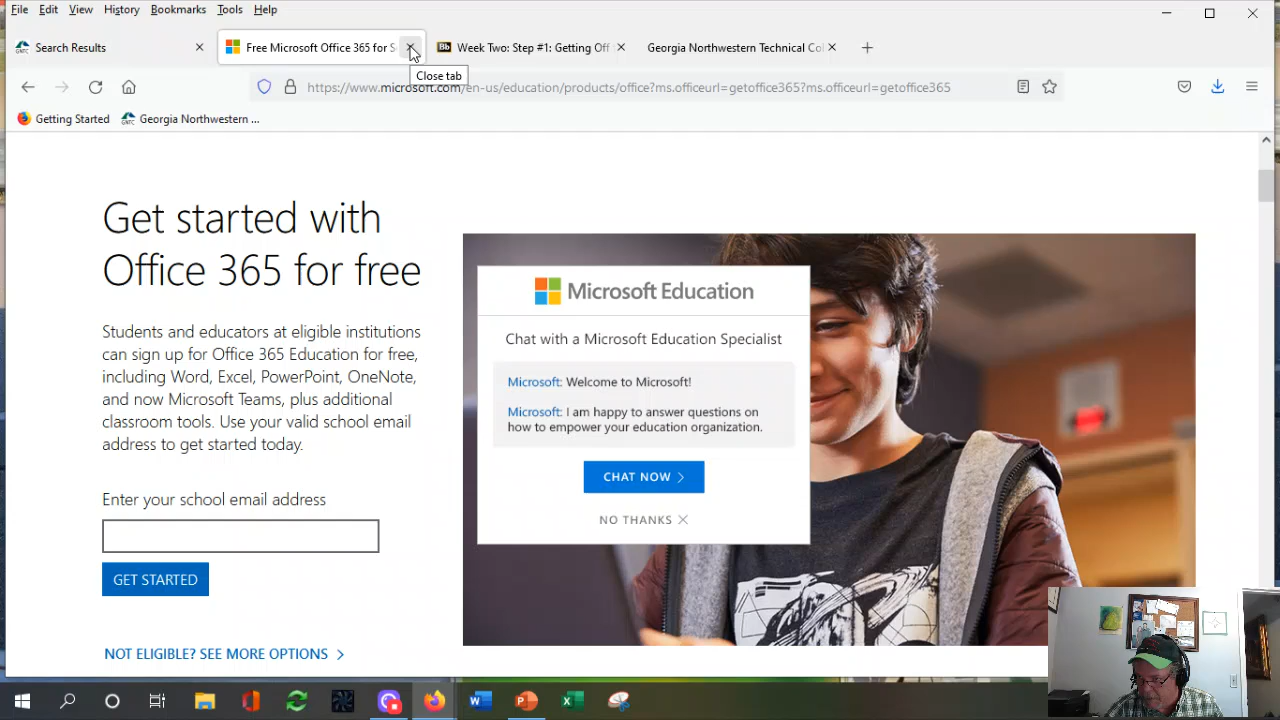 File Edit View History Bookmarks Tools Help
GNTC Search Results
Free Microsoft Office 365 for S
Bb Week Two: Step #1: Getting Off
Georgia Northwestern Technical Col
Close tab
https://www.microsoft.com/en-us/education/products/office?ms.officeurl=getoffice365?ms.officeurl=getoffice365
Getting Started GNTC Georgia Northwestern ...
Get started with
Office 365 for free
Students and educators at eligible institutions
can sign up for Office 365 Education for free,
including Word, Excel, PowerPoint, OneNote,
and now Microsoft Teams, plus additional
classroom tools. Use your valid school email
address to get started today.
Enter your school email address
GET STARTED
NOT ELIGIBLE? SEE MORE OPTIONS
Microsoft Education
Chat with a Microsoft Education Specialist
Microsoft: Welcome to Microsoft!
Microsoft: I am happy to answer questions on
how to empower your education organization.
CHAT NOW
NO THANKS